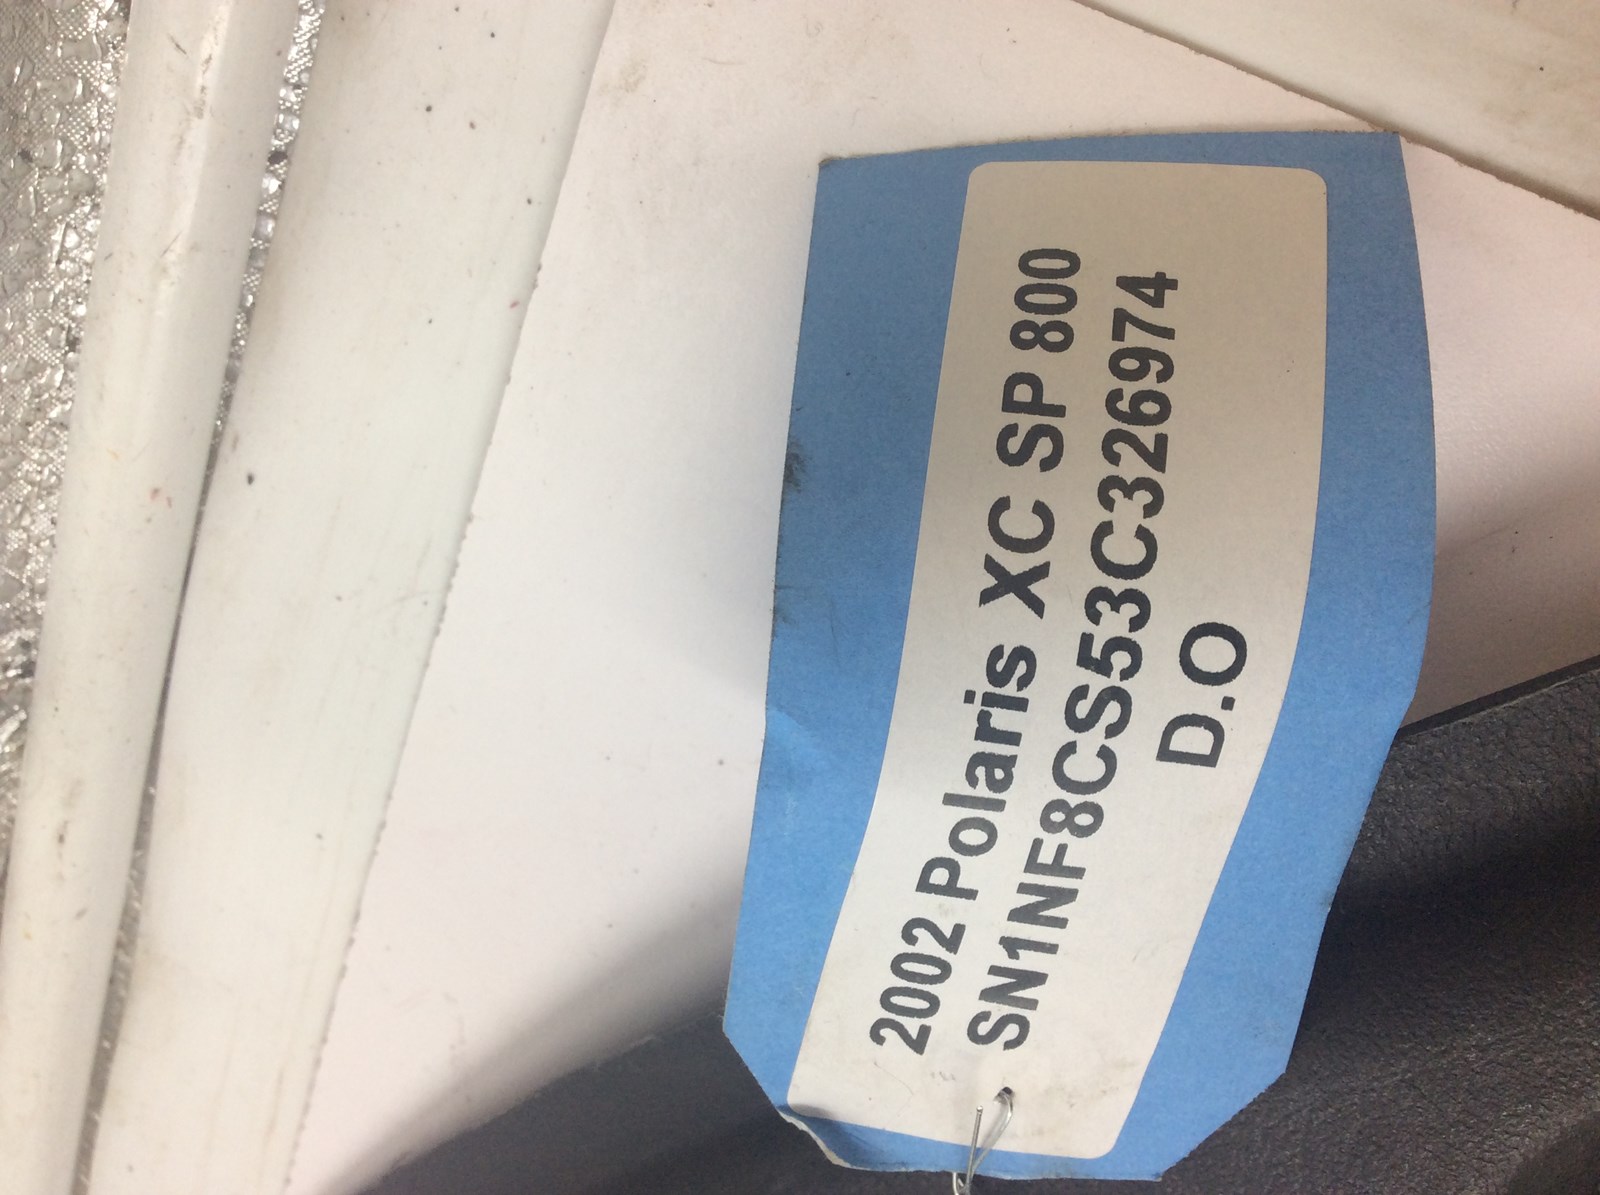 2002 Polaris XC SP 800
SN1NF8CS53C326974
D.O